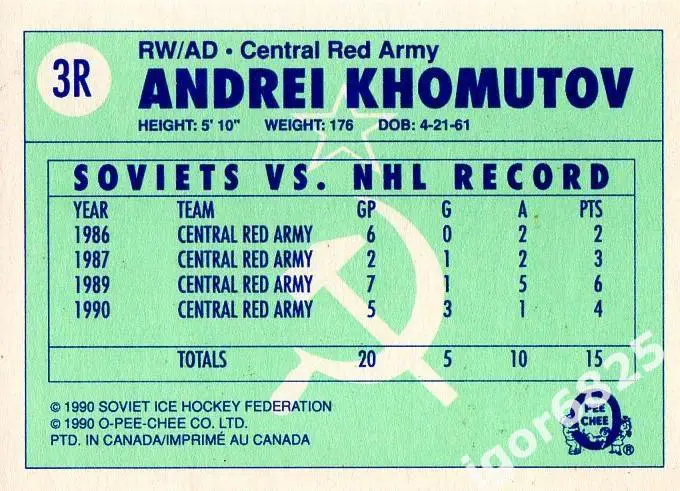 3R
RW/AD • Central Red Army
ANDREI KHOMUTOV
HEIGHT: 5' 10" WEIGHT: 176 DOB: 4-21-61
SOVIETS VS. NHL RECORD
YEAR TEAM GP G A PTS
1986 CENTRAL RED ARMY 6 0 2 2
1987 CENTRAL RED ARMY 2 1 2 3
1989 CENTRAL RED ARMY 7 1 5 6
1990 CENTRAL RED ARMY 5 3 1 4
TOTALS 20 5 10 15
© 1990 SOVIET ICE HOCKEY FEDERATION
© 1990 O-PEE-CHEE CO. LTD.
PTD. IN CANADA/IMPRIMÉ AU CANADA
O
PEE
CHEE
igor6825